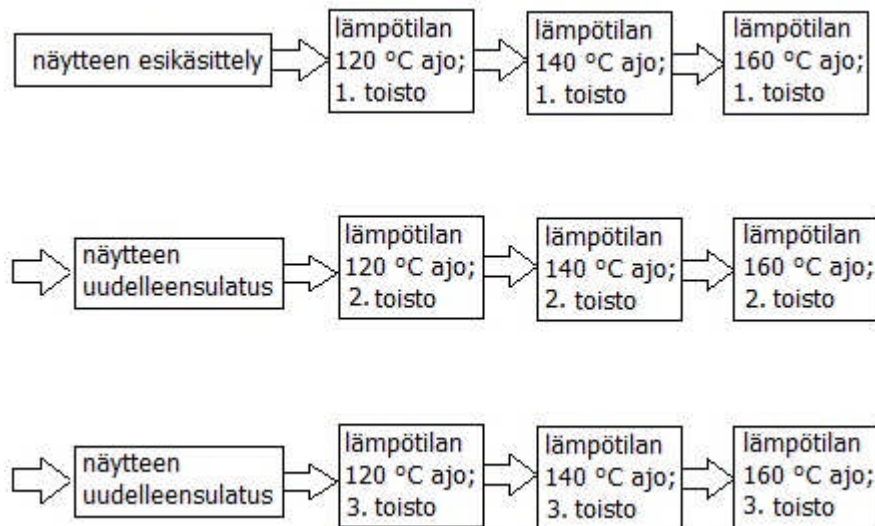 näytteen esikäsittely
lämpötilan
120 °C ajo;
1. toisto
lämpötilan
140 °C ajo;
1. toisto
lämpötilan
160 °C ajo;
1. toisto
näytteen
uudelleensulatus
lämpötilan
120 °C ajo;
2. toisto
lämpötilan
140 °C ajo;
2. toisto
lämpötilan
160 °C ajo;
2. toisto
näytteen
uudelleensulatus
lämpötilan
120 °C ajo;
3. toisto
lämpötilan
140 °C ajo;
3. toisto
lämpötilan
160 °C ajo;
3. toisto